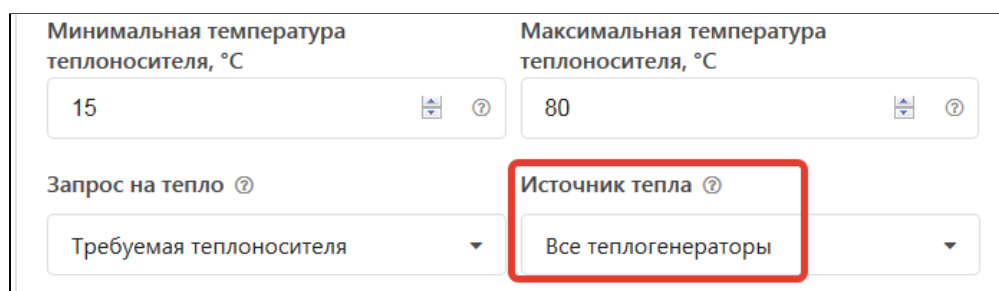 Минимальная температура
теплоносителя, °C
Максимальная температура
теплоносителя, °C
15
80
Запрос на тепло
Источник тепла
Требуемая теплоносителя
Все теплогенераторы